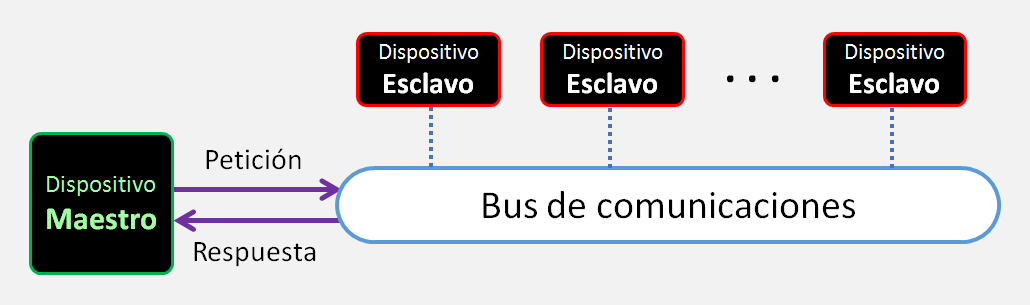 Dispositivo
Esclavo
Dispositivo
Esclavo
. . .
Dispositivo
Esclavo
Dispositivo
Maestro
Petición
Respuesta
Bus de comunicaciones